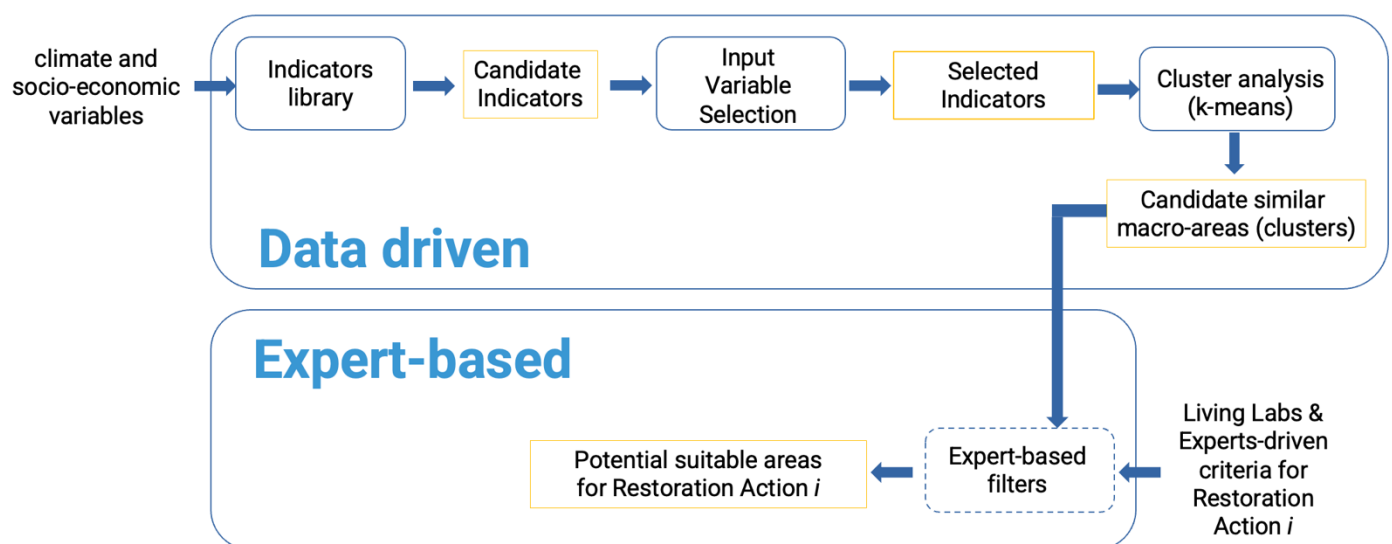 climate and
socio-economic
variables
Indicators
library
Candidate
Indicators
Input
Variable
Selection
Selected
Indicators
Cluster analysis
(k-means)
Candidate similar
macro-areas (clusters)
Data driven
Expert-based
Living Labs &
Experts-driven
criteria for
Restoration
Action i
Expert-based
filters
Potential suitable areas
for Restoration Action i